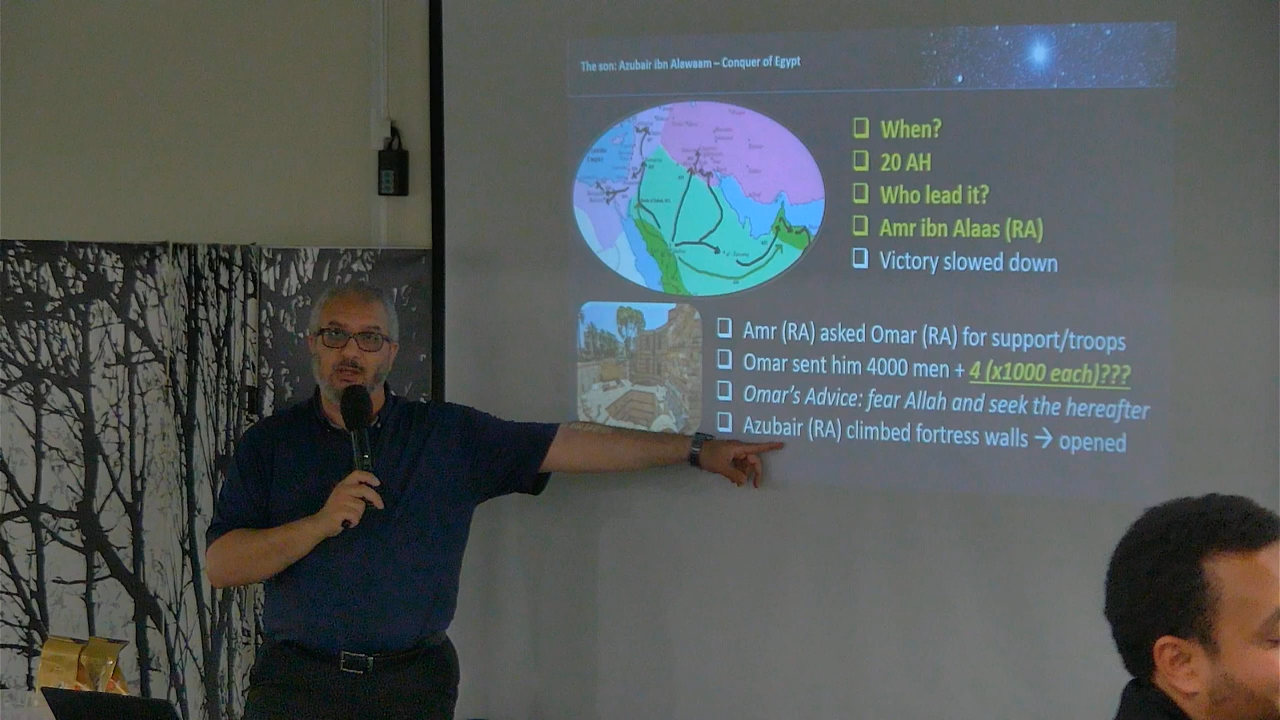 The son: Azubair ibn Alawaam – Conquer of Egypt
When?
20 AH
Who lead it?
Amr ibn Alaas (RA)
Victory slowed down
Amr (RA) asked Omar (RA) for support/troops
Omar sent him 4000 men + 4 (x1000 each)???
Omar's Advice: fear Allah and seek the hereafter
Azubair (RA) climbed fortress walls → opened